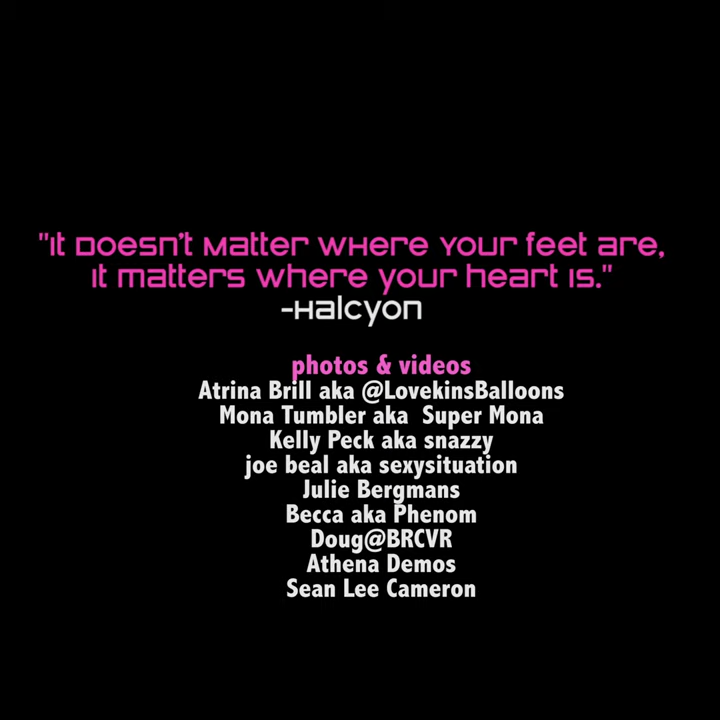 "It doesn't matter where your feet are,
it matters where your heart is."
-Halcyon
photos & videos
Atrina Brill aka @LovekinsBalloons
Mona Tumbler aka Super Mona
Kelly Peck aka snazzy
joe beal aka sexysituation
Julie Bergmans
Becca aka Phenom
Doug@BRCVR
Athena Demos
Sean Lee Cameron